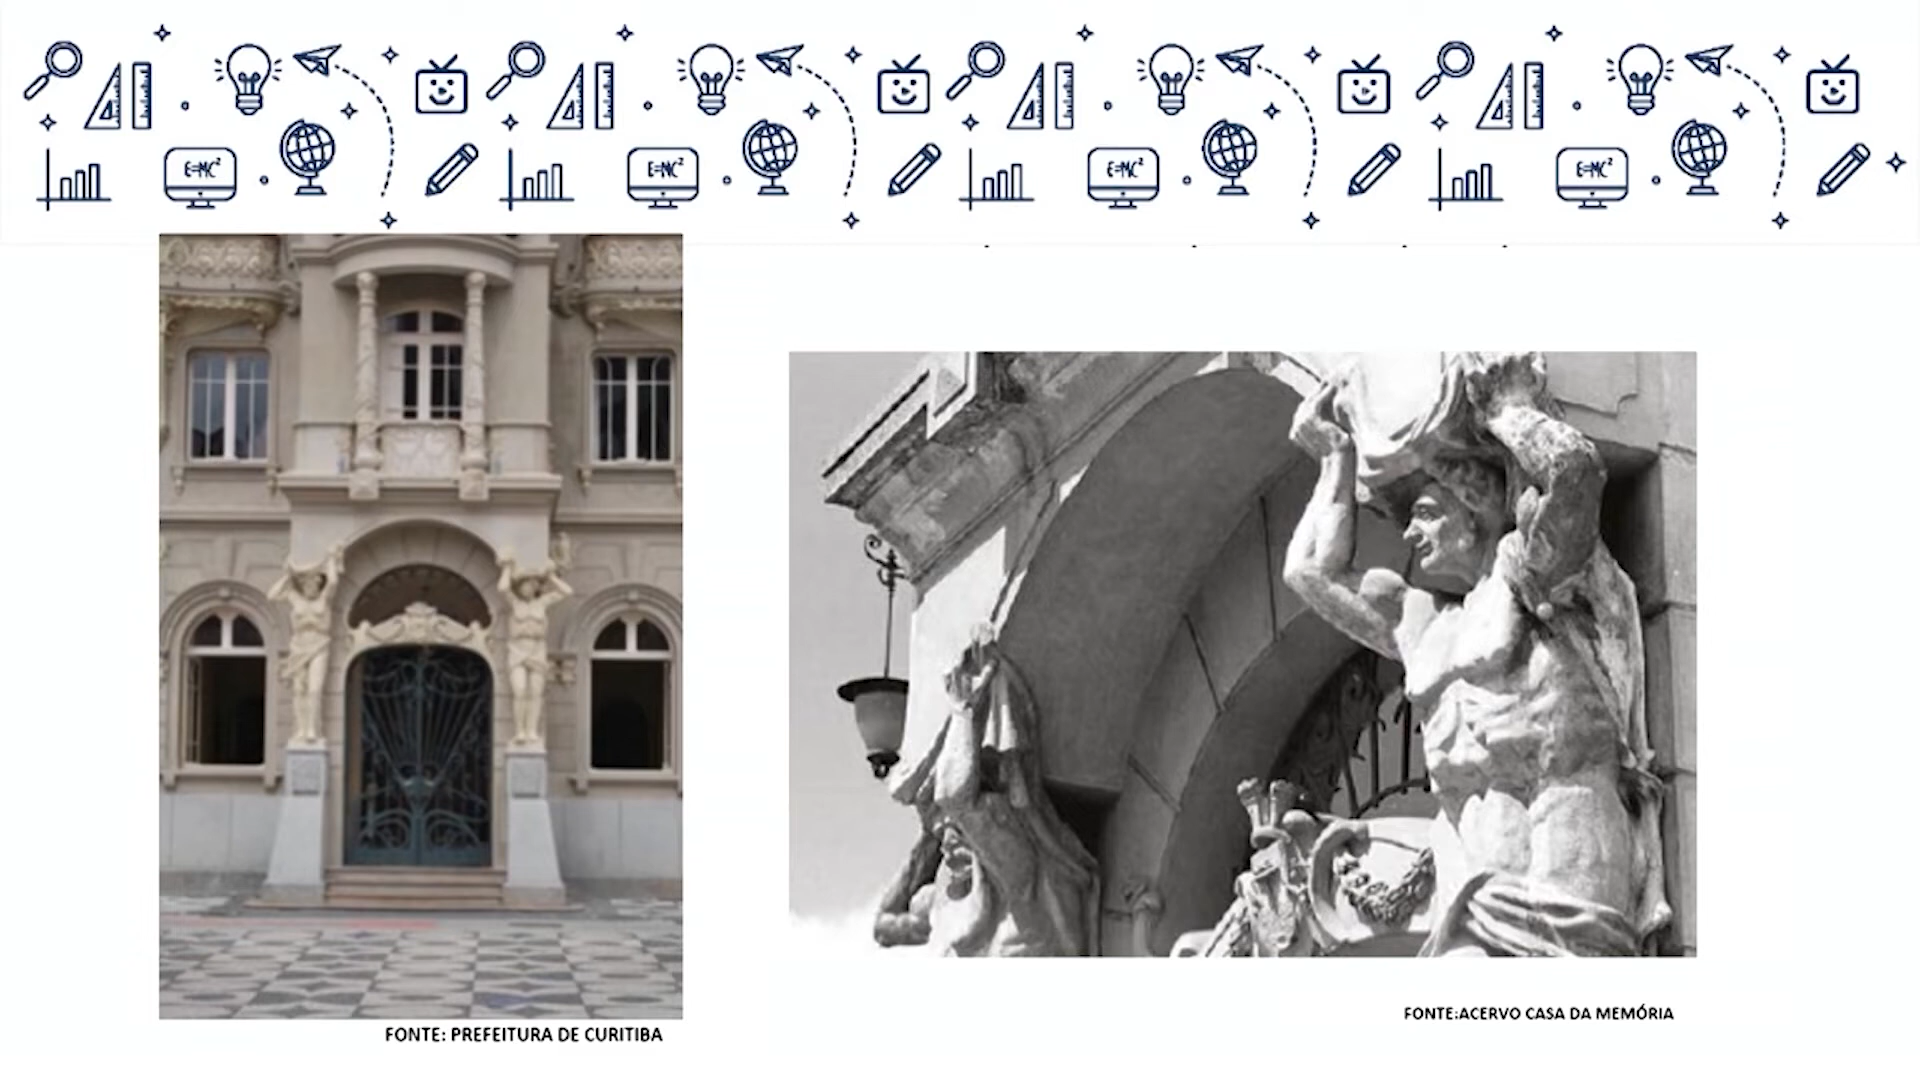 E=MC²
E=MC²
E=MC²
E=MC²
FONTE:ACERVO CASA DA MEMÓRIA
FONTE: PREFEITURA DE CURITIBA